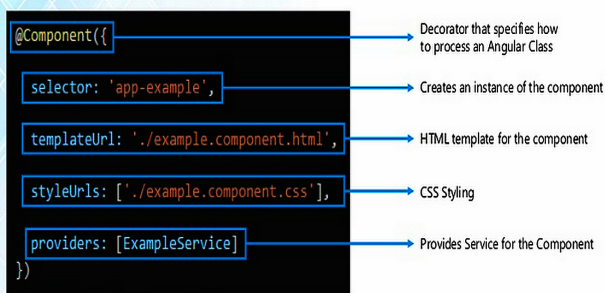 @Component({
Decorator that specifies how
to process an Angular Class
selector: 'app-example',
Creates an instance of the component
templateUrl: './example.component.html',
HTML template for the component
styleUrls: ['./example.component.css'],
CSS Styling
providers: [ExampleService]
Provides Service for the Component
})